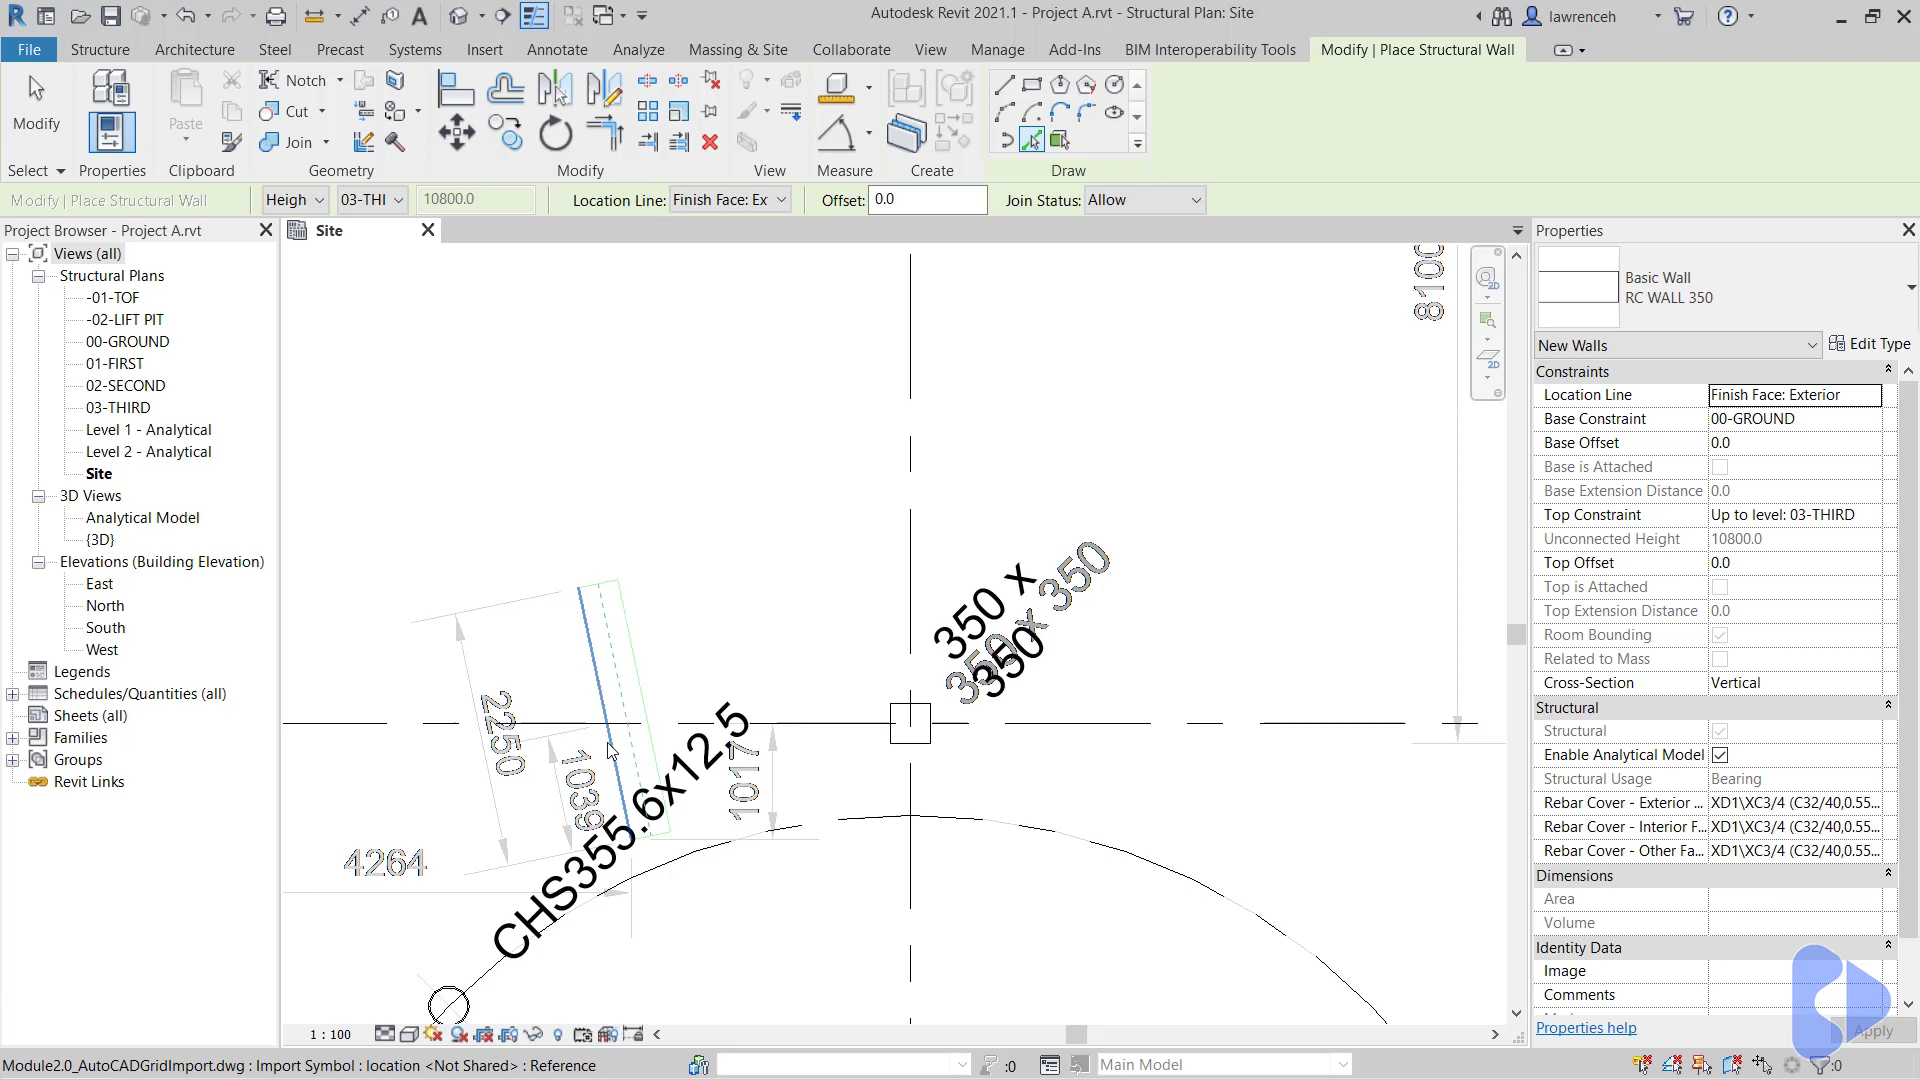 Autodesk Revit 2021.1 - Project A.rvt - Structural Plan: Site
lawrenceh
File Structure Architecture Steel Precast Systems Insert Annotate Analyze Massing & Site Collaborate View Manage Add-Ins BIM Interoperability Tools Modify | Place Structural Wall
Modify
Paste
Notch
Cut
Join
Select Properties Clipboard Geometry Modify View Measure Create Draw
Modify | Place Structural Wall Heigh 03-THI 10800.0 Location Line: Finish Face: Ex Offset: 0.0 Join Status: Allow
Project Browser - Project A.rvt
Views (all)
Structural Plans
-01-TOF
-02-LIFT PIT
00-GROUND
01-FIRST
02-SECOND
03-THIRD
Level 1 - Analytical
Level 2 - Analytical
Site
3D Views
Analytical Model
{3D}
Elevations (Building Elevation)
East
North
South
West
Legends
Schedules/Quantities (all)
Sheets (all)
Families
Groups
Revit Links
Site
8100
2D
2D
350 x
350
350 x 350
2250
1039
1017
4264
CHS355.6x12.5
1 : 100
Properties
Basic Wall
RC WALL 350
New Walls
Edit Type
Constraints
Location Line Finish Face: Exterior
Base Constraint 00-GROUND
Base Offset 0.0
Base is Attached
Base Extension Distance 0.0
Top Constraint Up to level: 03-THIRD
Unconnected Height 10800.0
Top Offset 0.0
Top is Attached
Top Extension Distance 0.0
Room Bounding
Related to Mass
Cross-Section Vertical
Structural
Structural
Enable Analytical Model
Structural Usage Bearing
Rebar Cover - Exterior ... XD1\XC3/4 (C32/40,0.55...
Rebar Cover - Interior F... XD1\XC3/4 (C32/40,0.55...
Rebar Cover - Other Fa... XD1\XC3/4 (C32/40,0.55...
Dimensions
Area
Volume
Identity Data
Image
Comments
Properties help
Apply
Module2.0_AutoCADGridImport.dwg : Import Symbol : location <Not Shared> : Reference
:0
Main Model
:0